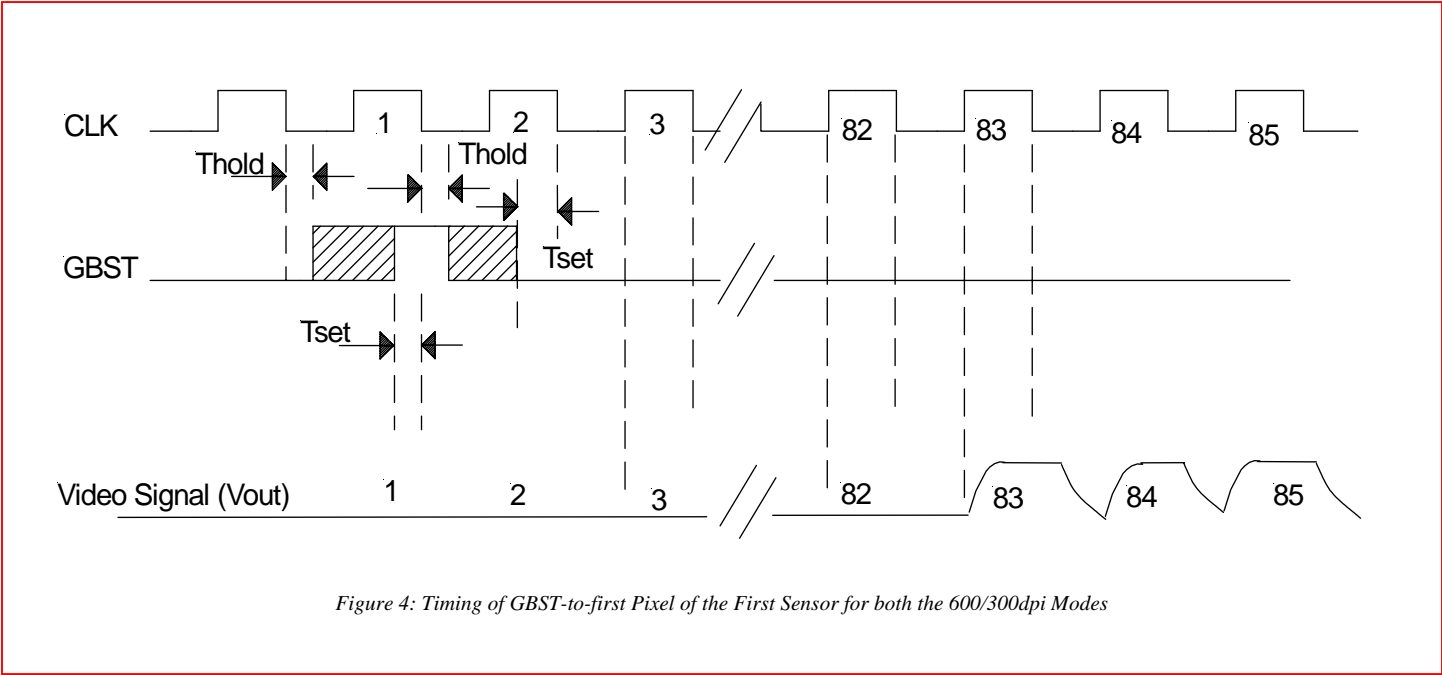 CLK 1 2 3 82 83 84 85
Thold Thold
GBST Tset
Tset
Video Signal (Vout) 1 2 3 82 83 84 85
Figure 4: Timing of GBST-to-first Pixel of the First Sensor for both the 600/300dpi Modes